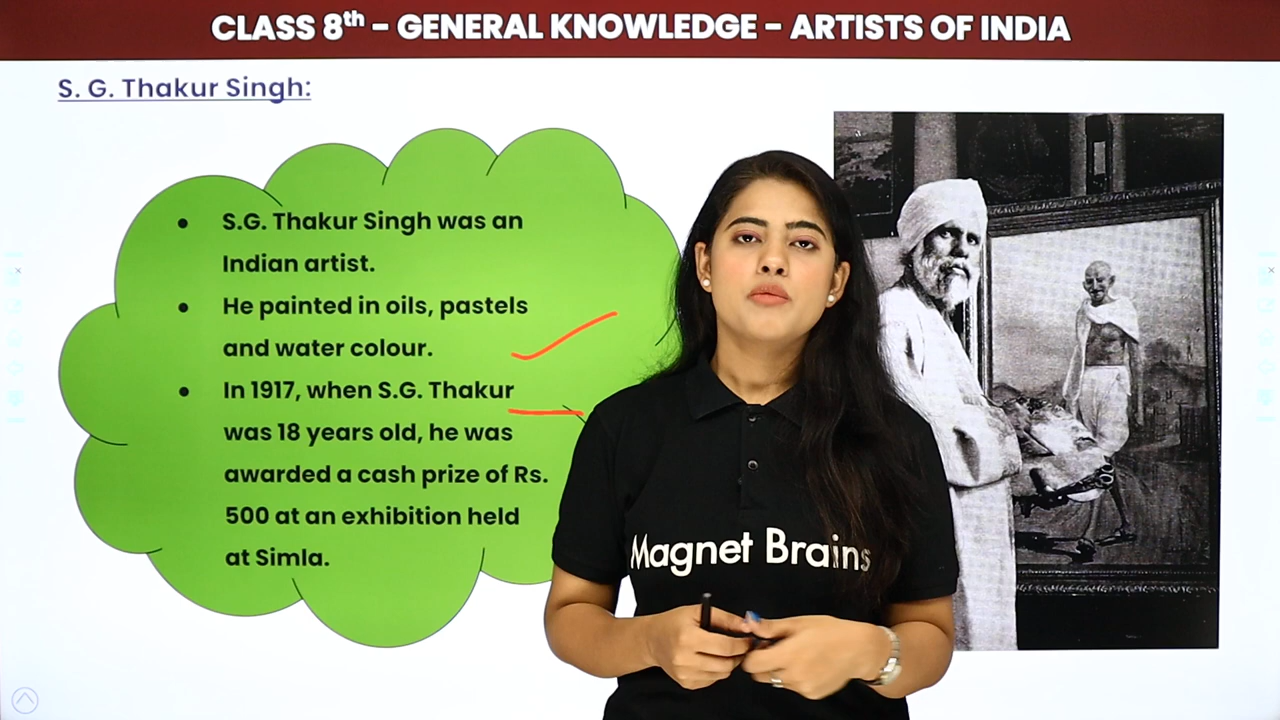 CLASS 8th - GENERAL KNOWLEDGE - ARTISTS OF INDIA
S. G. Thakur Singh:
• S.G. Thakur Singh was an
Indian artist.
• He painted in oils, pastels
and water colour.
• In 1917, when S.G. Thakur
was 18 years old, he was
awarded a cash prize of Rs.
500 at an exhibition held
at Simla.
Magnet Brains